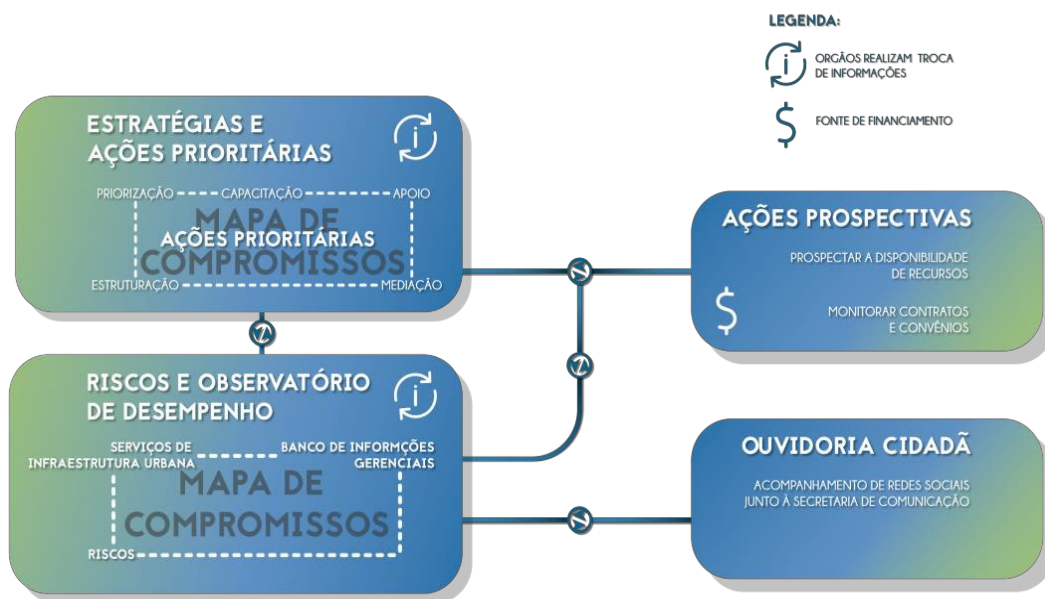 LEGENDA:
ORGÃOS REALIZAM TROCA
DE INFORMAÇÕES
$ FONTE DE FINANCIAMENTO
ESTRATÉGIAS E
AÇÕES PRIORITÁRIAS
PRIORIZAÇÃO CAPACITAÇÃO APOIO
MAPA DE
COMPROMISSOS
AÇÕES PRIORITÁRIAS
ESTRUTURAÇÃO MEDIAÇÃO
AÇÕES PROSPECTIVAS
PROSPECTAR A DISPONIBILIDADE
DE RECURSOS
$
MONITORAR CONTRATOS
E CONVÊNIOS
RISCOS E OBSERVATÓRIO
DE DESEMPENHO
SERVIÇOS DE
INFRAESTRUTURA URBANA
BANCO DE INFORMÇÕES
GERENCIAIS
MAPA DE
COMPROMISSOS
RISCOS
OUVIDORIA CIDADÃ
ACOMPANHAMENTO DE REDES SOCIAIS
JUNTO À SECRETARIA DE COMUNICAÇÃO